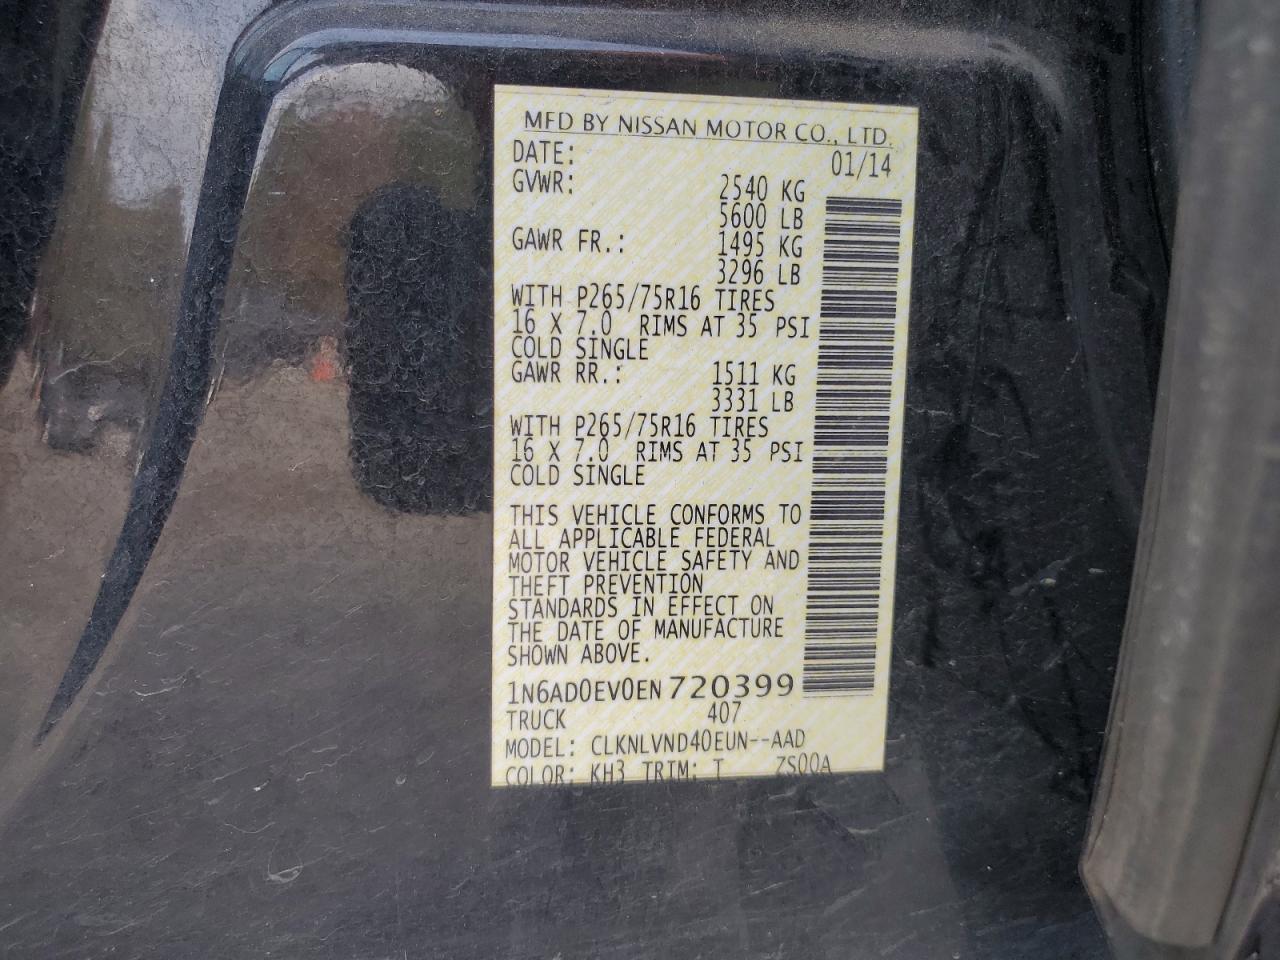 MFD BY NISSAN MOTOR CO., LTD.
DATE: 01/14
GVWR: 2540 KG
5600 LB
GAWR FR.: 1495 KG
3296 LB
WITH P265/75R16 TIRES
16 X 7.0 RIMS AT 35 PSI
COLD SINGLE
GAWR RR.: 1511 KG
3331 LB
WITH P265/75R16 TIRES
16 X 7.0 RIMS AT 35 PSI
COLD SINGLE
THIS VEHICLE CONFORMS TO
ALL APPLICABLE FEDERAL
MOTOR VEHICLE SAFETY AND
THEFT PREVENTION
STANDARDS IN EFFECT ON
THE DATE OF MANUFACTURE
SHOWN ABOVE.
1N6AD0EV0EN720399
TRUCK 407
MODEL: CLKNLVND40EUN--AAD
COLOR: KH3 TRIM: T ZS00A